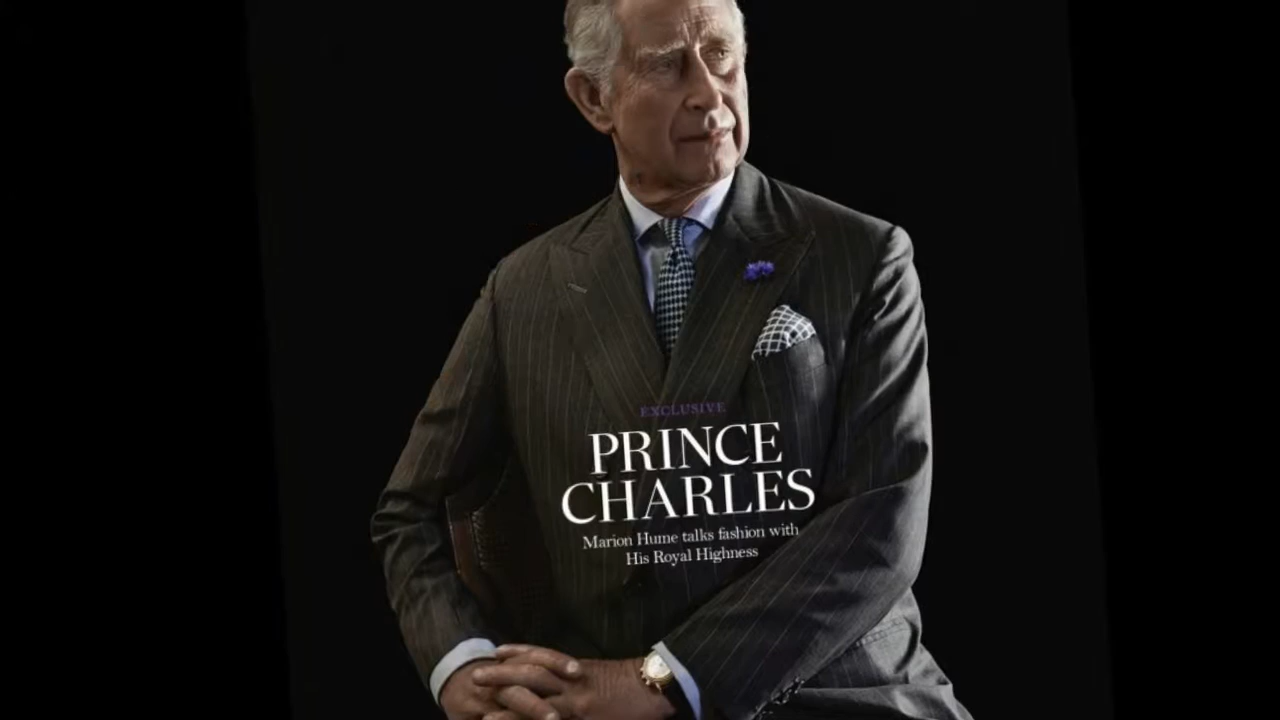 EXCLUSIVE
PRINCE
CHARLES
Marion Hume talks fashion with
His Royal Highness